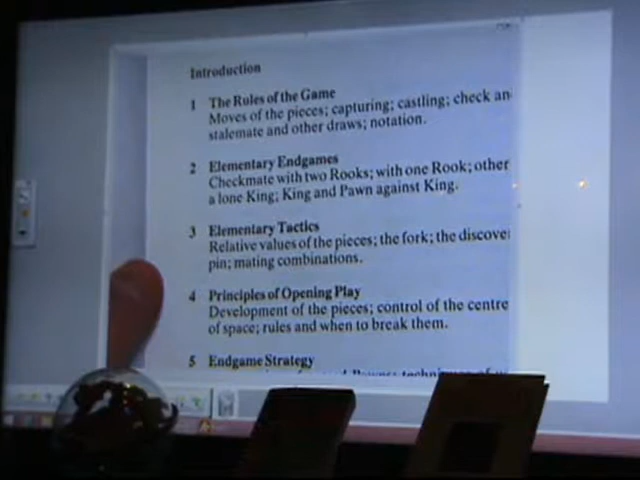 Introduction
1 The Rules of the Game
Moves of the pieces; capturing; castling; check an
stalemate and other draws; notation.
2 Elementary Endgames
Checkmate with two Rooks; with one Rook; other
a lone King; King and Pawn against King.
3 Elementary Tactics
Relative values of the pieces; the fork; the discove
pin; mating combinations.
4 Principles of Opening Play
Development of the pieces; control of the centre
of space; rules and when to break them.
5 Endgame Strategy